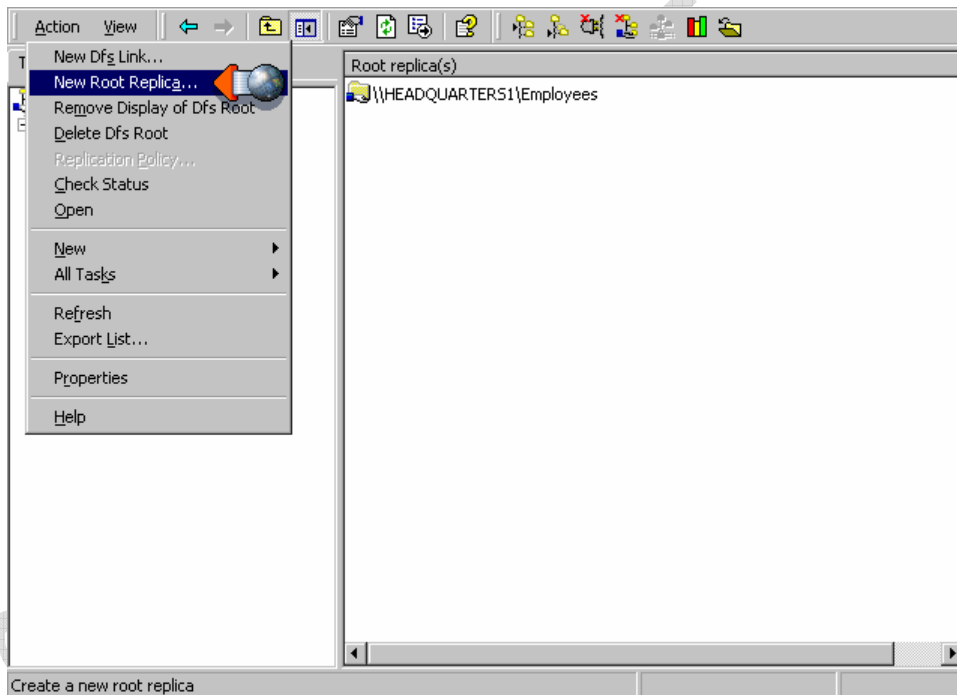 Action View
New Dfs Link...
Root replica(s)
New Root Replica...
\\HEADQUARTERS1\Employees
Remove Display of Dfs Root
Delete Dfs Root
Replication Policy...
Check Status
Open
New
All Tasks
Refresh
Export List...
Properties
Help
Create a new root replica